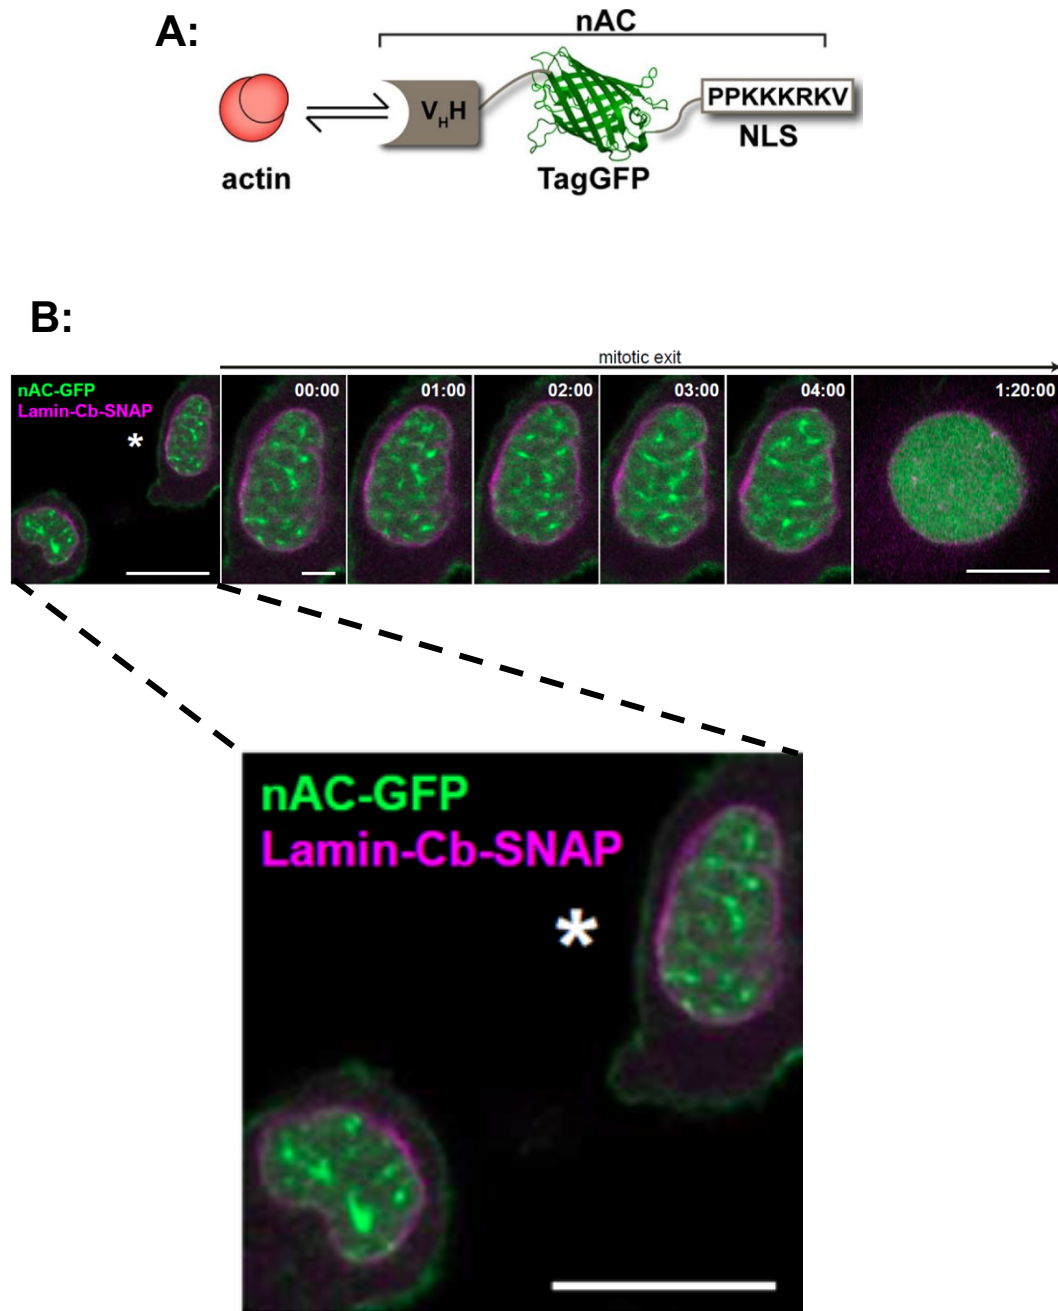 A:
nAC
VHH
PPKKKRKV
NLS
actin
TagGFP
B:
mitotic exit
nAC-GFP
Lamin-Cb-SNAP
*
00:00
01:00
02:00
03:00
04:00
1:20:00
nAC-GFP
Lamin-Cb-SNAP
*